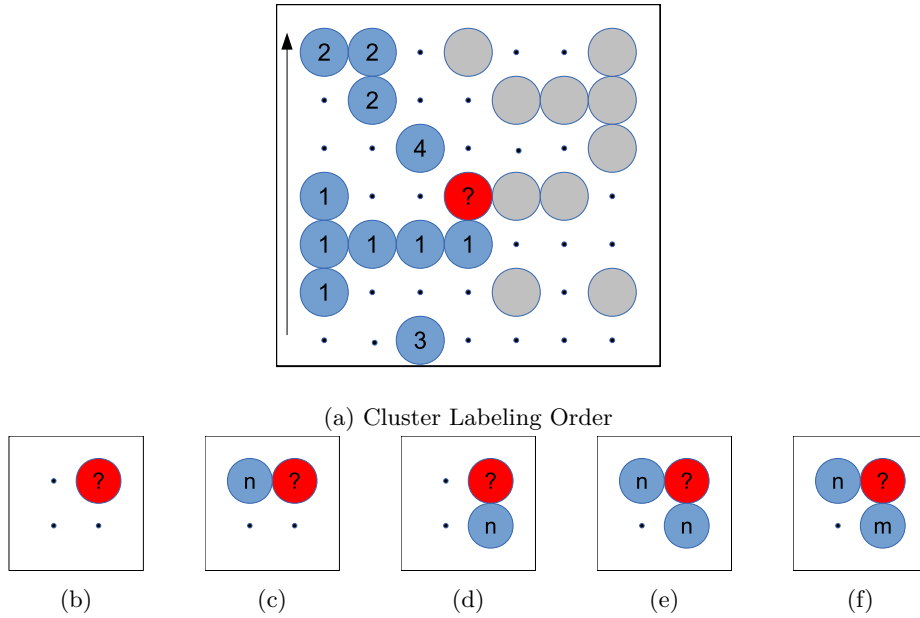 2 2
2
4
1 ?
1 1 1 1
1
3
(a) Cluster Labeling Order
? n ? ? n ? n ?
n n m
(b) (c) (d) (e) (f)